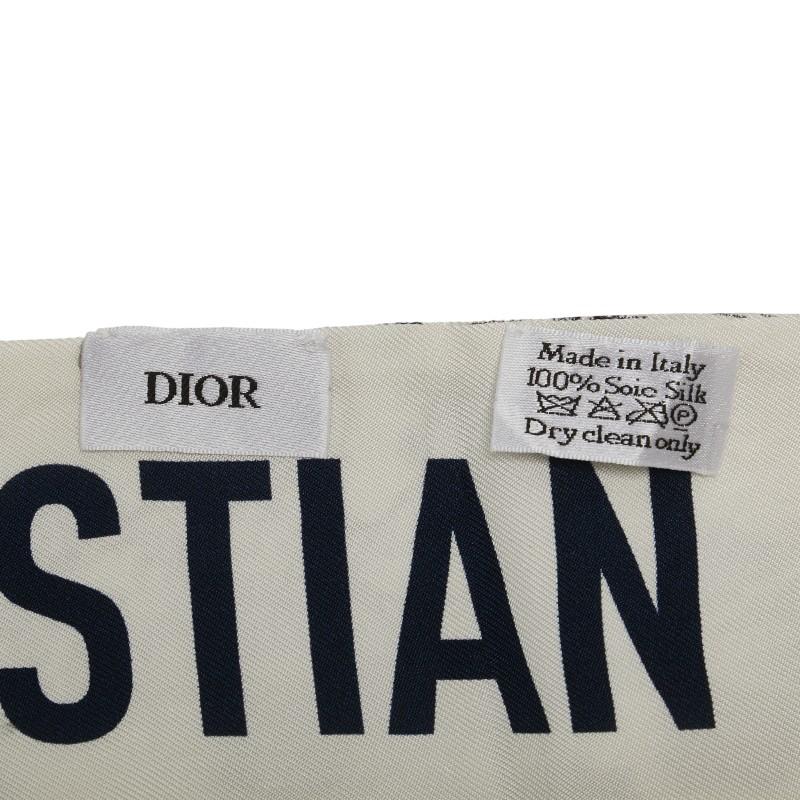 DIOR
Made in Italy
100% Soie Silk
P
Dry clean only
STIAN